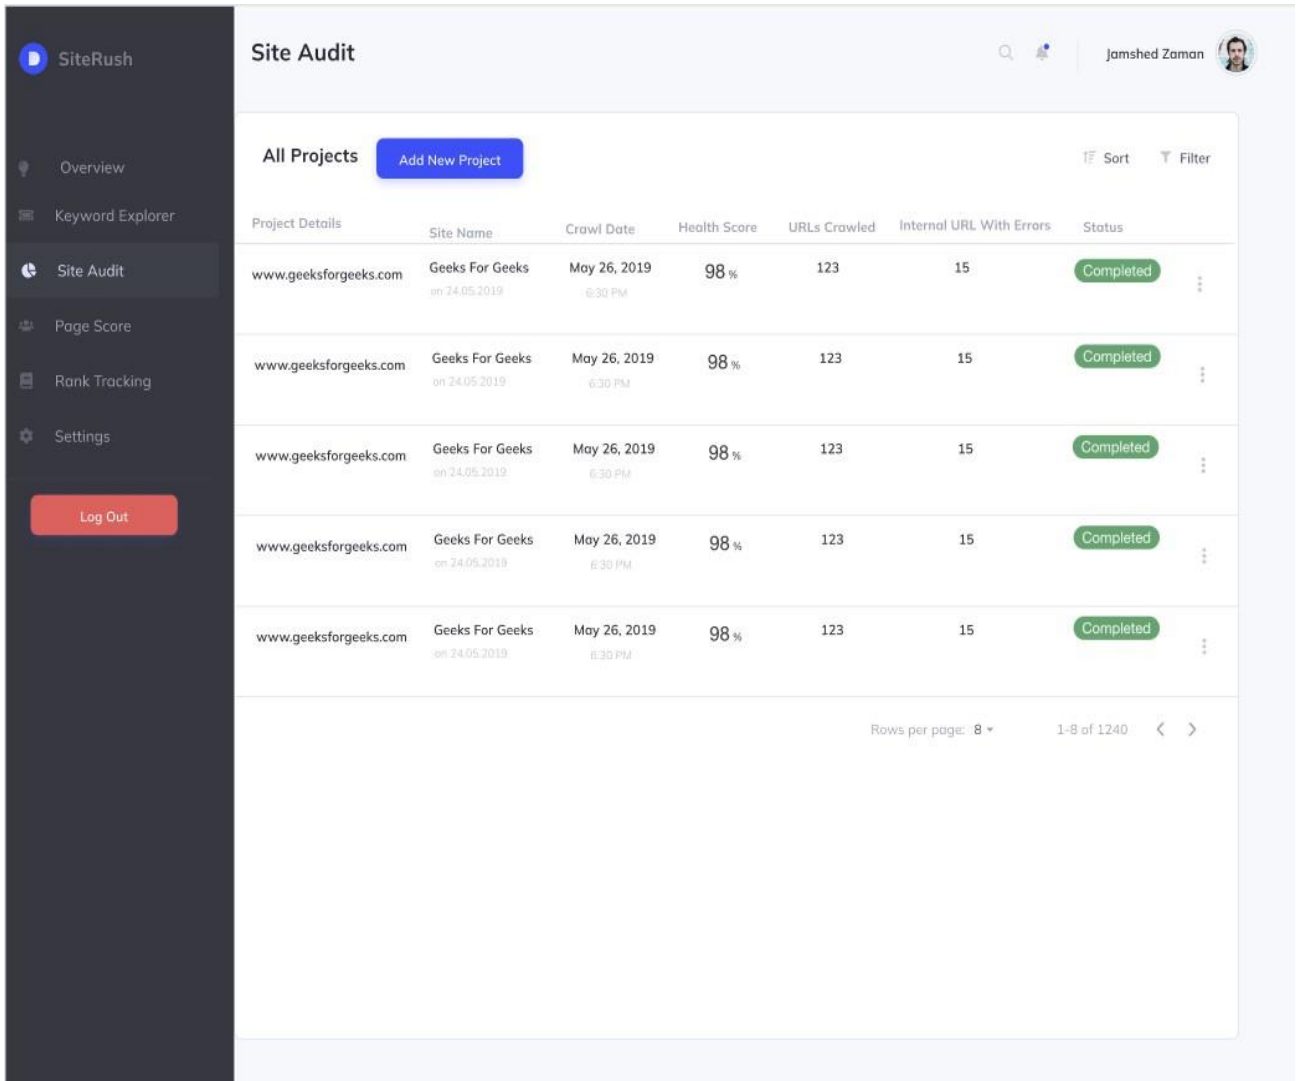 SiteRush
Site Audit
Jamshed Zaman
Overview
Keyword Explorer
Site Audit
Page Score
Rank Tracking
Settings
Log Out
All Projects
Add New Project
Sort
Filter
Project Details
Site Name
Crawl Date
Health Score
URLs Crawled
Internal URL With Errors
Status
www.geeksforgeeks.com
Geeks For Geeks
on 24.05.2019
May 26, 2019
6:30 PM
98 %
123
15
Completed
www.geeksforgeeks.com
Geeks For Geeks
on 24.05.2019
May 26, 2019
6:30 PM
98 %
123
15
Completed
www.geeksforgeeks.com
Geeks For Geeks
on 24.05.2019
May 26, 2019
6:30 PM
98 %
123
15
Completed
www.geeksforgeeks.com
Geeks For Geeks
on 24.05.2019
May 26, 2019
6:30 PM
98 %
123
15
Completed
www.geeksforgeeks.com
Geeks For Geeks
on 24.05.2019
May 26, 2019
6:30 PM
98 %
123
15
Completed
Rows per page: 8
1-8 of 1240